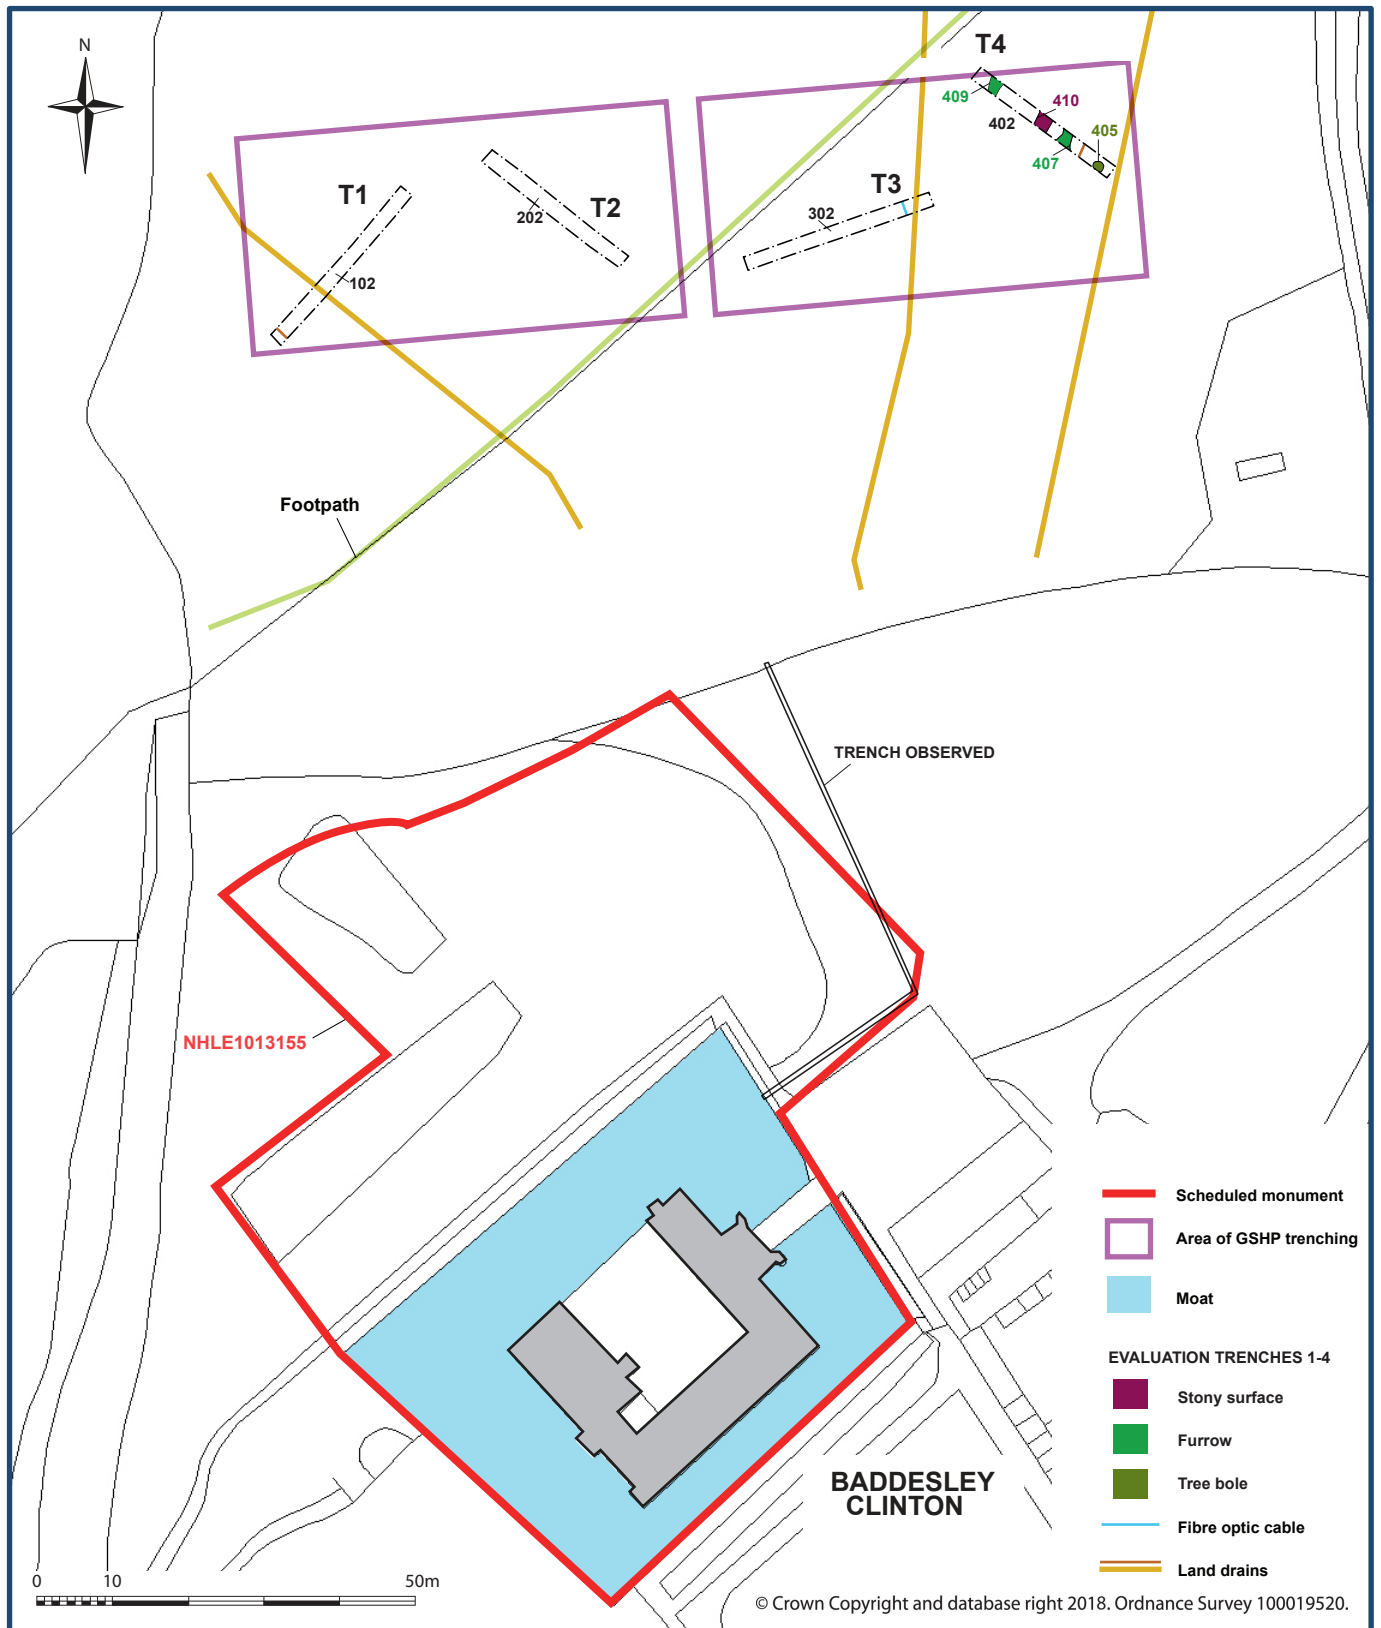 N
T4
409
410
402
405
407
T1
T2
T3
202
302
102
Footpath
TRENCH OBSERVED
NHLE1013155
Scheduled monument
Area of GSHP trenching
Moat
EVALUATION TRENCHES 1-4
Stony surface
Furrow
Tree bole
Fibre optic cable
Land drains
BADDESLEY
CLINTON
0 10 50m
© Crown Copyright and database right 2018. Ordnance Survey 100019520.